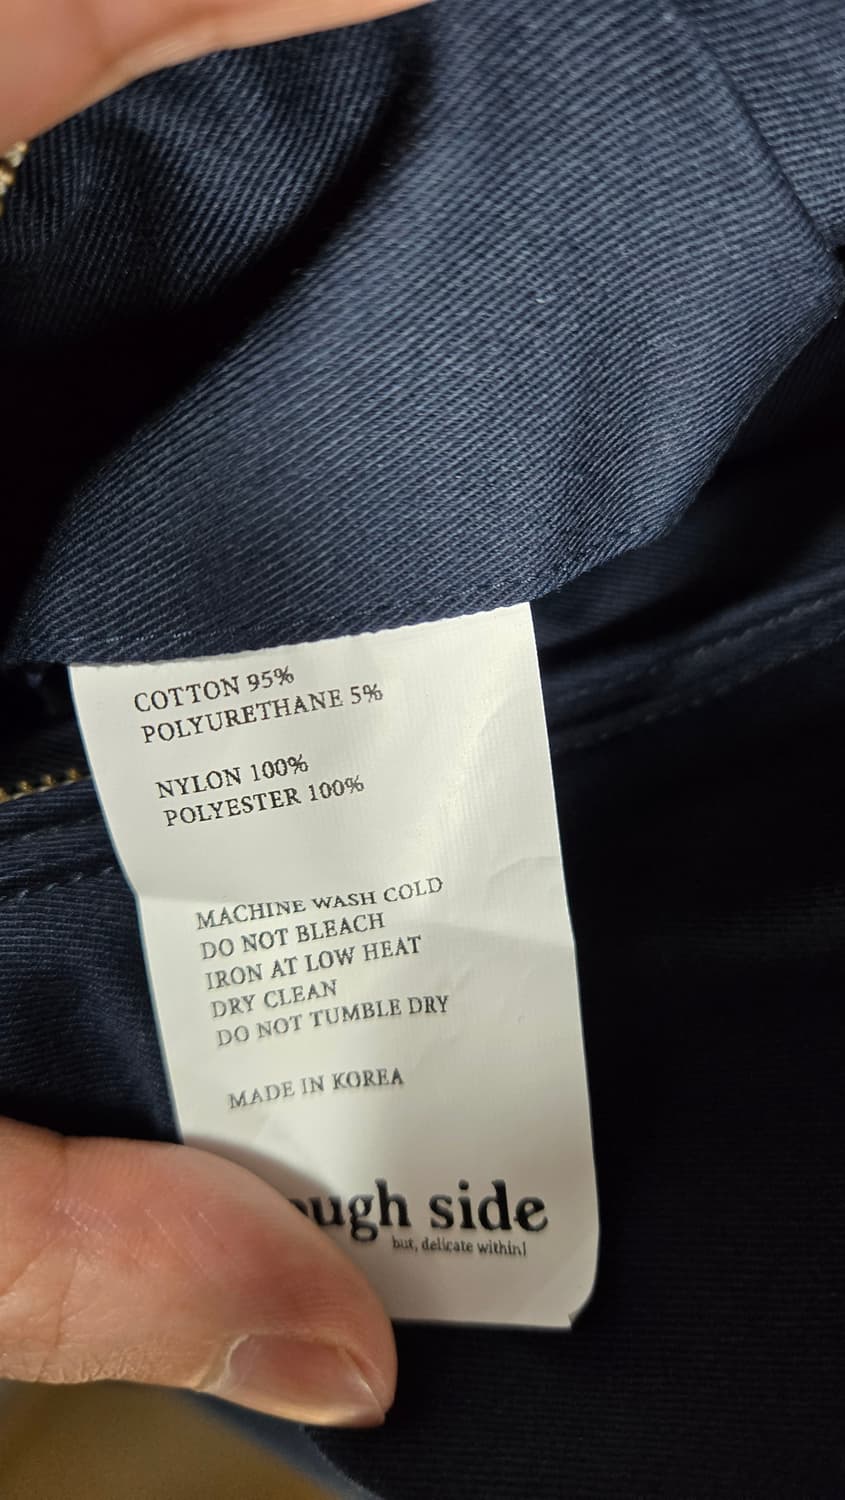 COTTON 95%
POLYURETHANE 5%
NYLON 100%
POLYESTER 100%
MACHINE WASH COLD
DO NOT BLEACH
IRON AT LOW HEAT
DRY CLEAN
DO NOT TUMBLE DRY
MADE IN KOREA
side
but, delicate within!